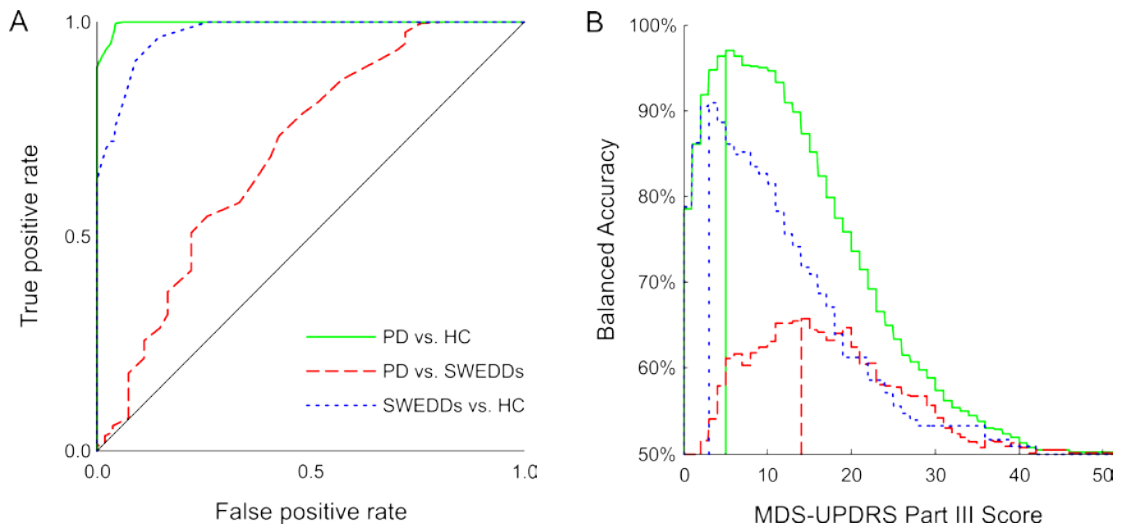 A
True positive rate
1.0
0.5
0.0
0.0
0.5
1.0
False positive rate
PD vs. HC
PD vs. SWEDDs
SWEDDs vs. HC
B
Balanced Accuracy
100%
90%
80%
70%
60%
50%
0
10
20
30
40
50
MDS-UPDRS Part III Score